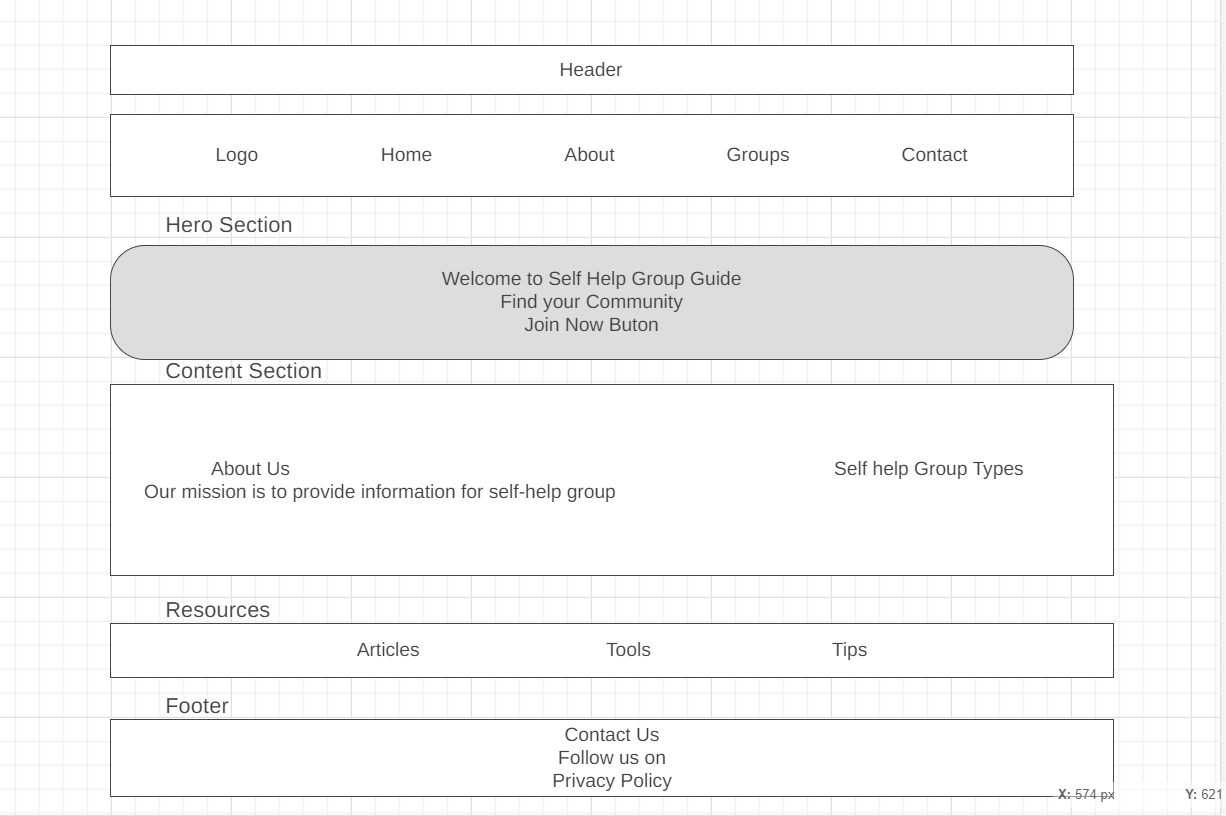 Header
Logo Home About Groups Contact
Hero Section
Welcome to Self Help Group Guide
Find your Community
Join Now Buton
Content Section
About Us Self help Group Types
Our mission is to provide information for self-help group
Resources
Articles Tools Tips
Footer
Contact Us
Follow us on
Privacy Policy
X: 574 px Y: 621